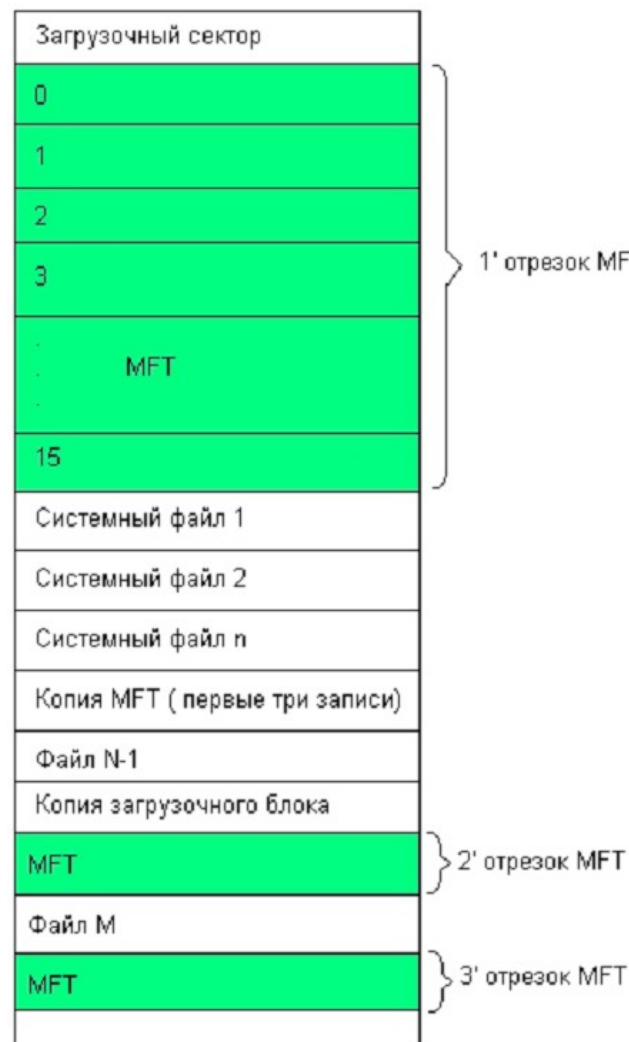 Загрузочный сектор
0
1
2
3
1' отрезок MF
.
. MFT
.
15
Системный файл 1
Системный файл 2
Системный файл n
Копия MFT ( первые три записи)
Файл N-1
Копия загрузочного блока
MFT
2' отрезок MFT
Файл M
MFT
3' отрезок MFT